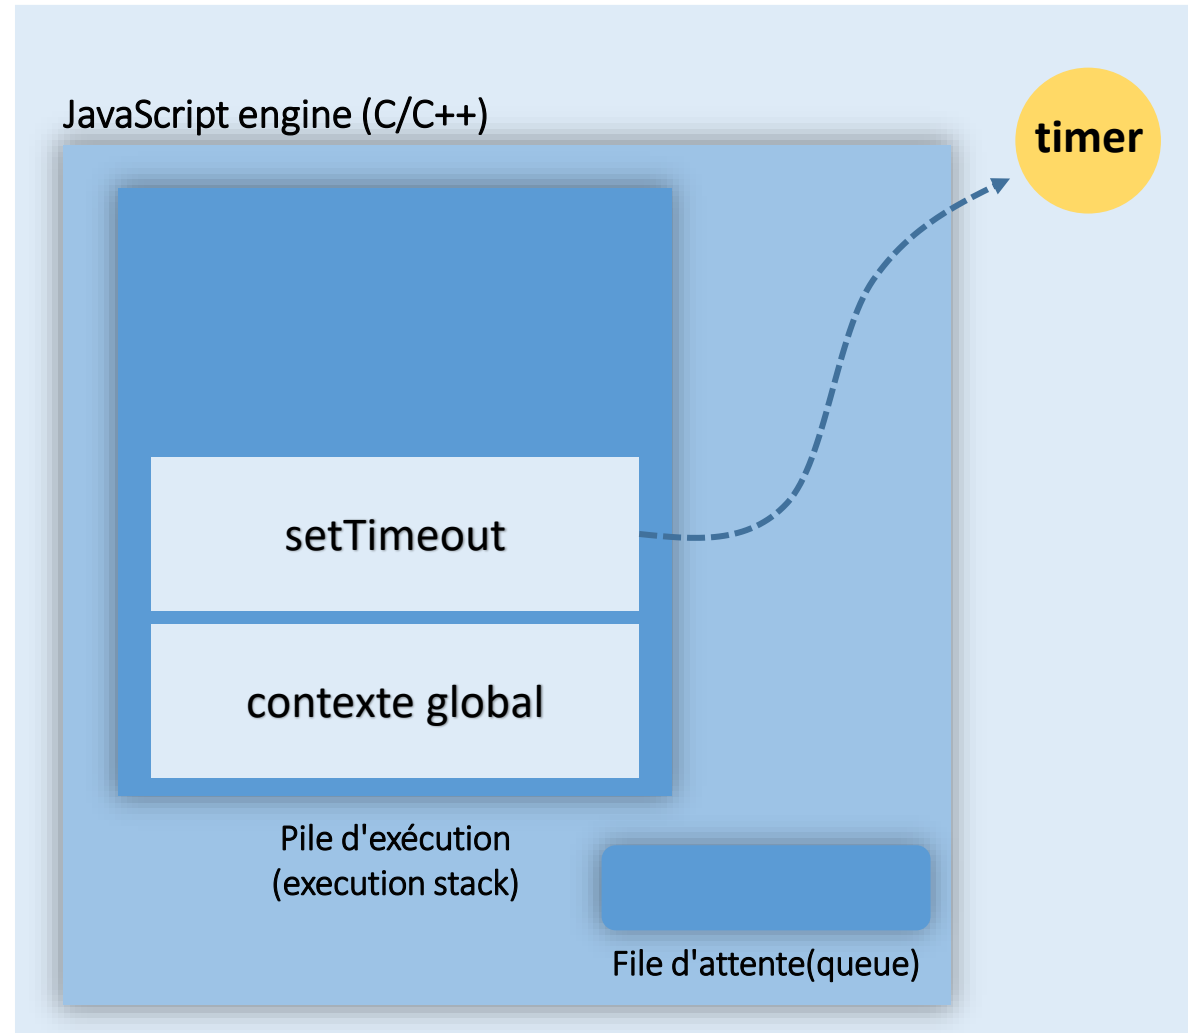 JavaScript engine (C/C++)
timer
setTimeout
contexte global
Pile d'exécution
(execution stack)
File d'attente(queue)